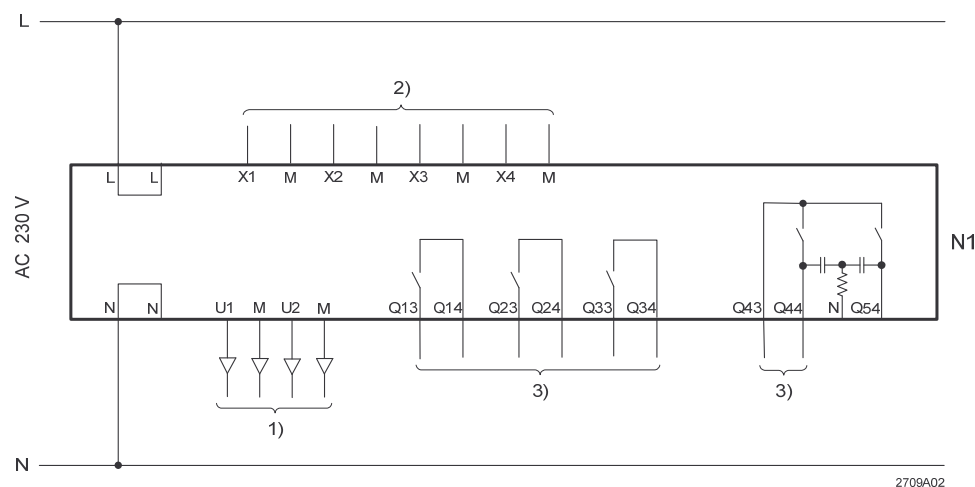 L
2)
L L X1 M X2 M X3 M X4 M
AC 230 V
N1
N N U1 M U2 M Q13 Q14 Q23 Q24 Q33 Q34 Q43 Q44 N Q54
1) 3) 3)
N
2709A02